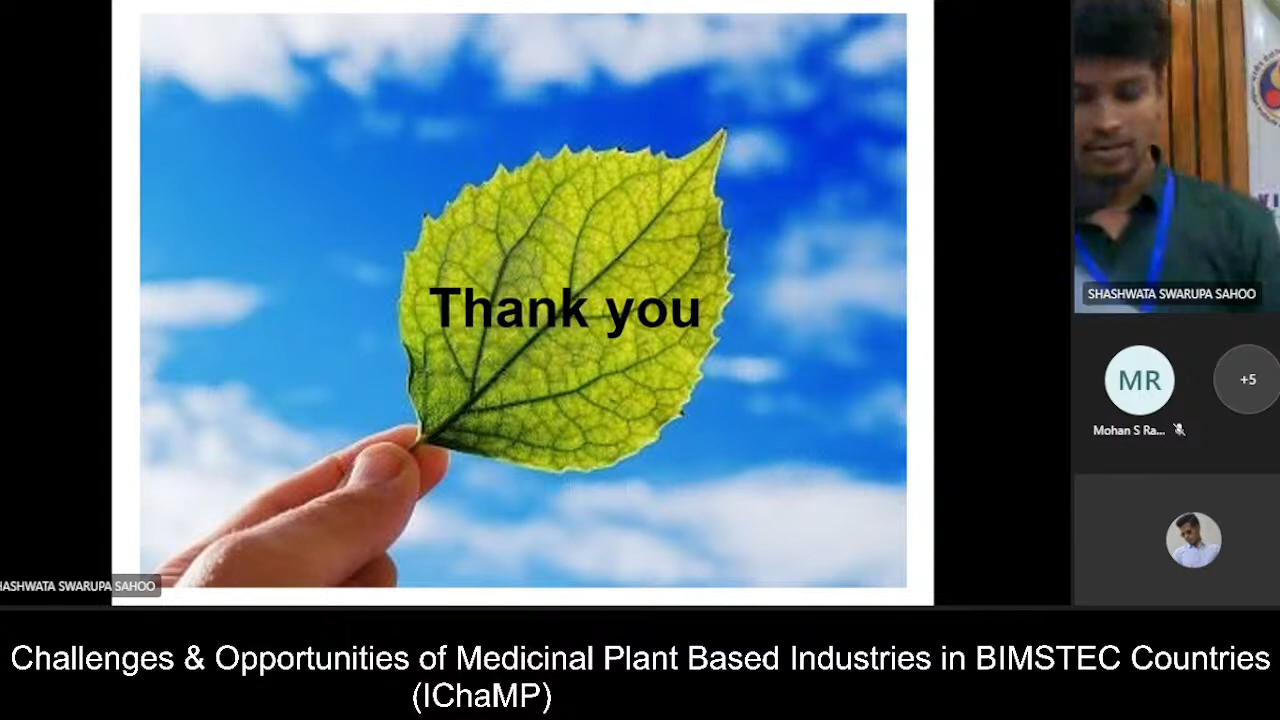 Thank you
SHASHWATA SWARUPA SAHOO
MR
+5
Mohan S Ra...
HASHWATA SWARUPA SAHOO
Challenges & Opportunities of Medicinal Plant Based Industries in BIMSTEC Countries
(IChaMP)